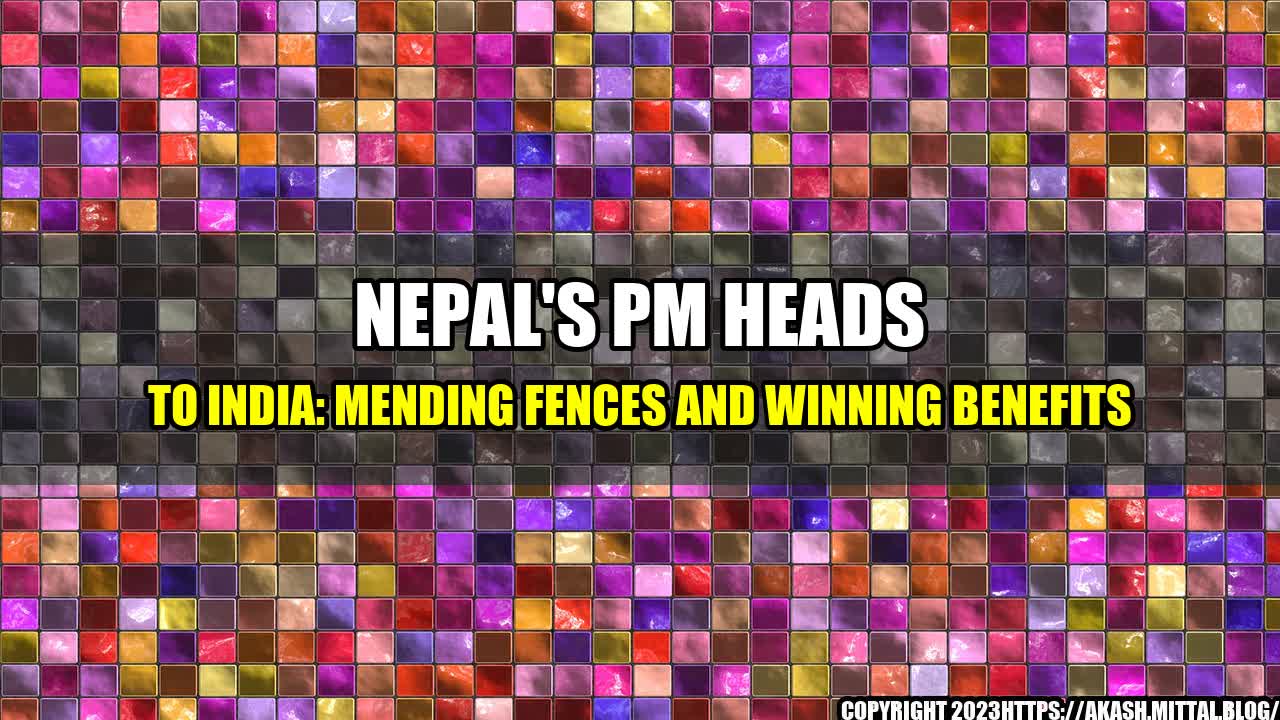 NEPAL'S PM HEADS
TO INDIA: MENDING FENCES AND WINNING BENEFITS
COPYRIGHT 2023HTTPS://AKASH.MITTAL.BLOG/